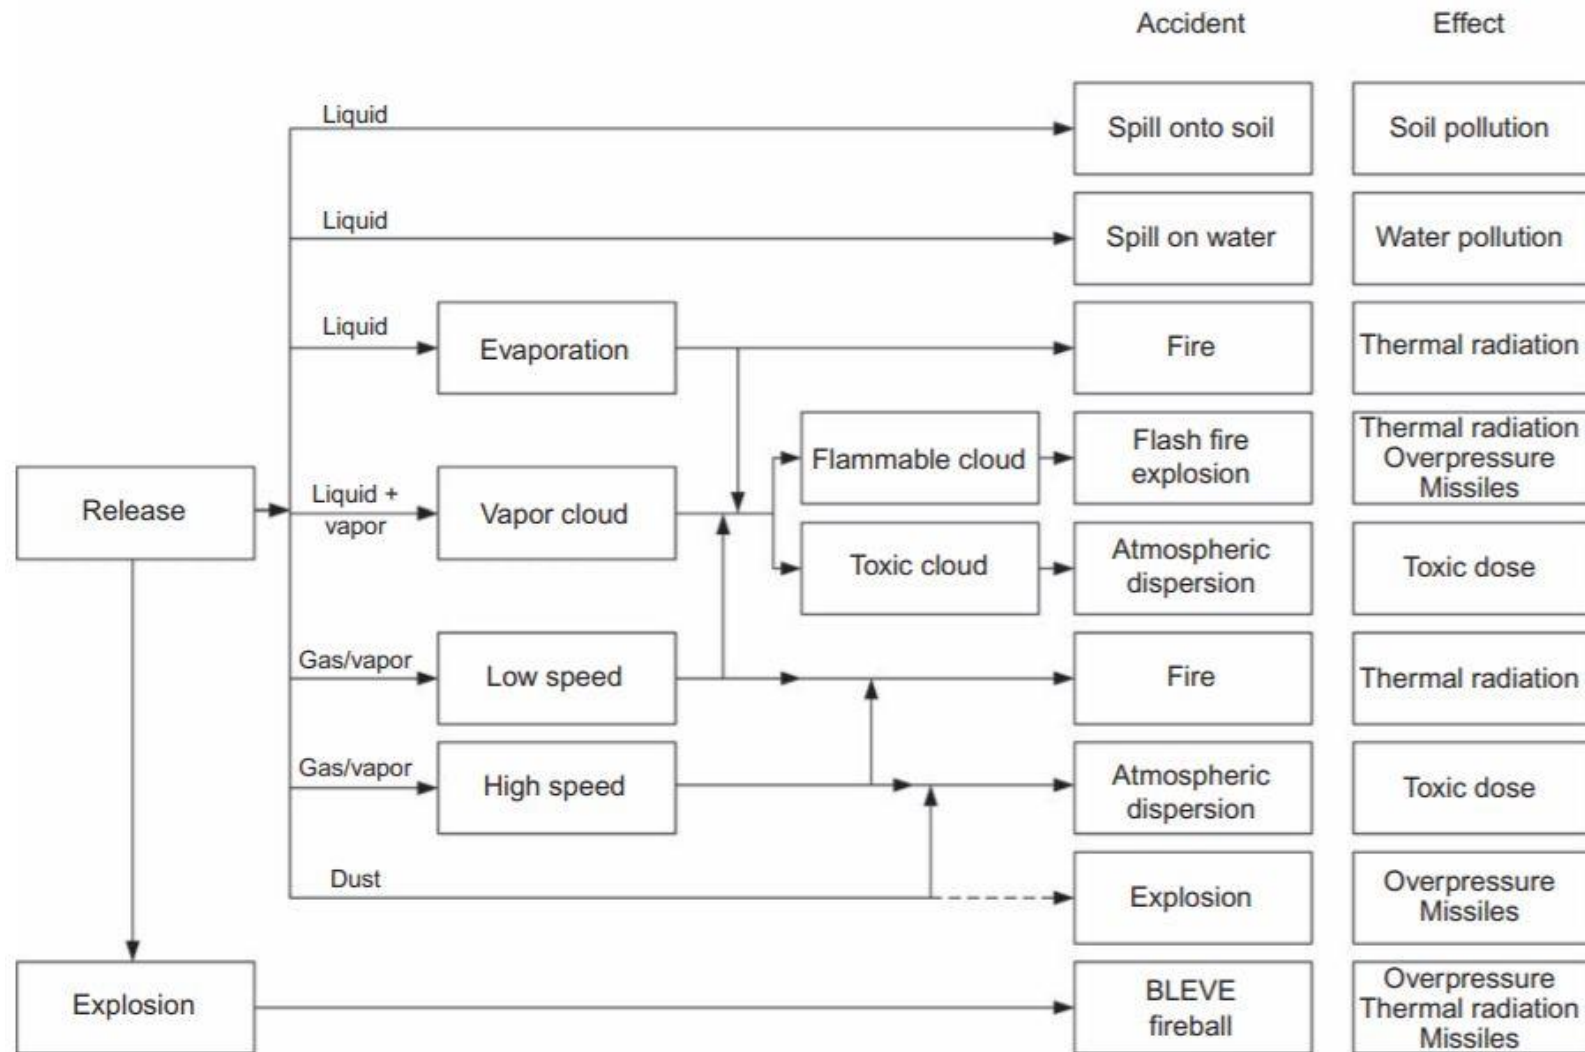 Accident
Effect
Liquid
Spill onto soil
Soil pollution
Liquid
Spill on water
Water pollution
Liquid
Evaporation
Fire
Thermal radiation
Release
Liquid +
vapor
Vapor cloud
Flammable cloud
Flash fire
explosion
Thermal radiation
Overpressure
Missiles
Toxic cloud
Atmospheric
dispersion
Toxic dose
Gas/vapor
Low speed
Fire
Thermal radiation
Gas/vapor
High speed
Atmospheric
dispersion
Toxic dose
Dust
Explosion
Overpressure
Missiles
Explosion
BLEVE
fireball
Overpressure
Thermal radiation
Missiles